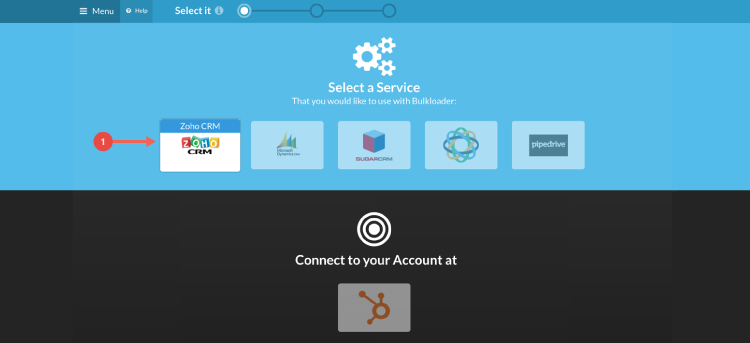 Menu
Help
Select it
Select a Service
That you would like to use with Bulkloader:
Zoho CRM
1
ZOHO
CRM
Microsoft
Dynamics CRM
SUGARCRM
pipedrive
Connect to your Account at